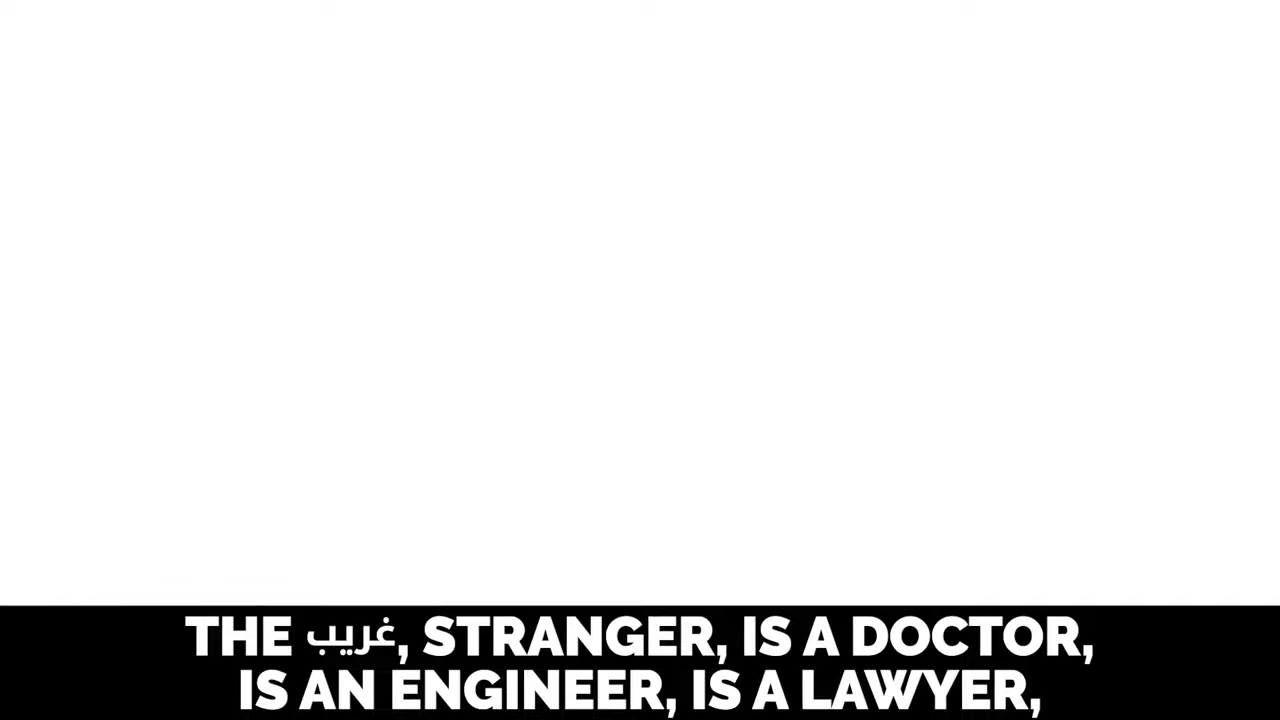 THE غريب, STRANGER, IS A DOCTOR,
IS AN ENGINEER, IS A LAWYER,